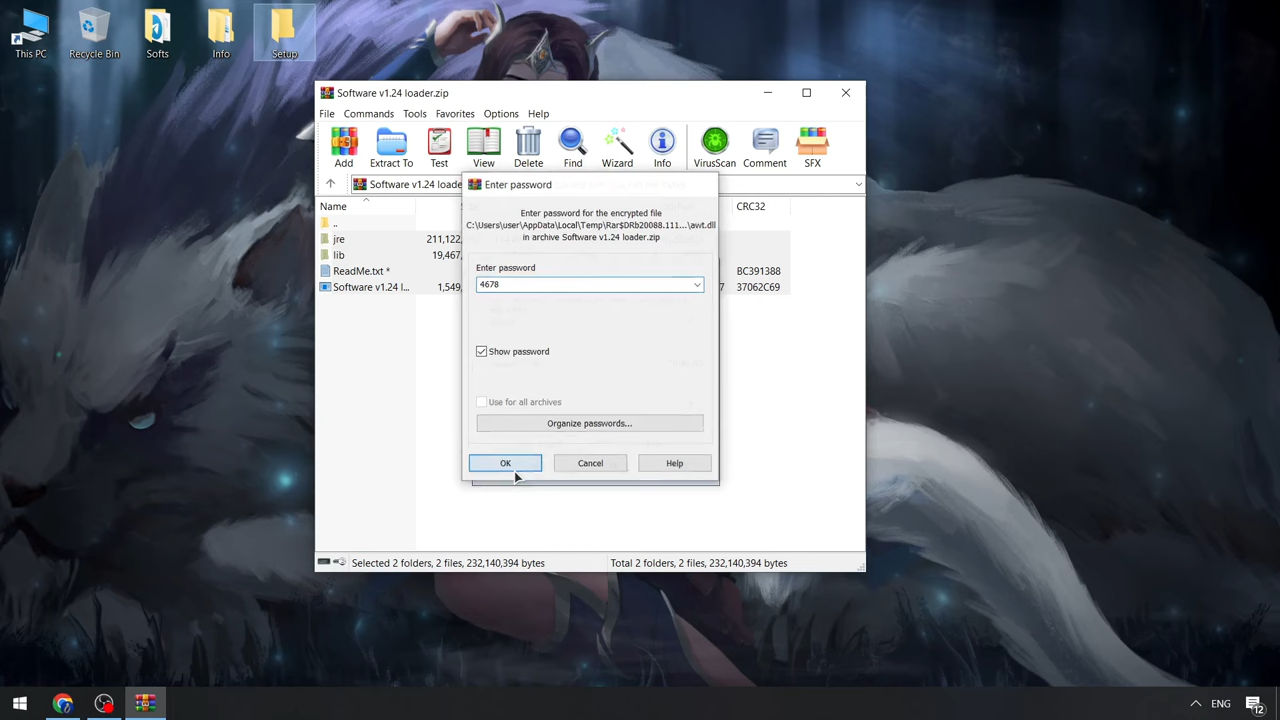 This PC
Recycle Bin
Softs
Info
Setup
Software v1.24 loader.zip
File Commands Tools Favorites Options Help
Add Extract To Test View Delete Find Wizard Info VirusScan Comment SFX
Software v1.24 loade
Enter password
Name CRC32
Enter password for the encrypted file
C:\Users\user\AppData\Local\Temp\Rar$DRb20088.111...\awt.dll
in archive Software v1.24 loader.zip
..
jre 211,122,
lib 19,467,
ReadMe.txt * BC391388
Software v1.24 l... 1,549, 7 37062C69
Enter password
4678
Show password
Use for all archives
Organize passwords...
OK Cancel Help
Selected 2 folders, 2 files, 232,140,394 bytes
Total 2 folders, 2 files, 232,140,394 bytes
ENG
12